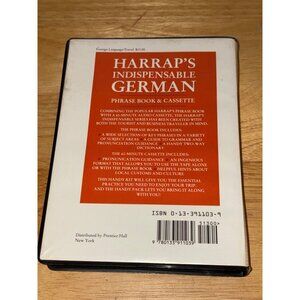 Foreign Language/Travel
HARRAP'S
INDISPENSABLE
GERMAN
PHRASE BOOK & CASSETTE
COMBINING THE POPULAR HARRAP'S PHRASE BOOK
WITH A 60-MINUTE AUDIO CASSETTE, THE HARRAP'S
INDISPENSABLE SERIES HAS BEEN CREATED WITH
BOTH THE TOURIST AND BUSINESS TRAVELER IN MIND.
THE PHRASE BOOK INCLUDES:
A WIDE SELECTION OF KEY PHRASES IN A VARIETY
OF SUBJECT AREAS A GUIDE TO GRAMMAR AND
PRONUNCIATION GUIDANCE A HANDY TWO-WAY
DICTIONARY
THE 60-MINUTE CASSETTE INCLUDES:
PRONUNCIATION GUIDANCE AN INGENIOUS
FORMAT THAT ALLOWS YOU TO USE THE TAPE ALONE
OR WITH THE PHRASE BOOK HELPFUL HINTS ABOUT
LOCAL CUSTOMS AND CULTURE
THIS HANDY KIT WILL GIVE YOU THE ESSENTIAL
PRACTICE YOU NEED TO ENJOY YOUR TRIP,
AND THE HANDY PACK LETS YOU BRING IT ALONG WITH
YOU!
ISBN 0-13-391103-9
51300>
9 780133 911039
Distributed by Prentice Hall
New York